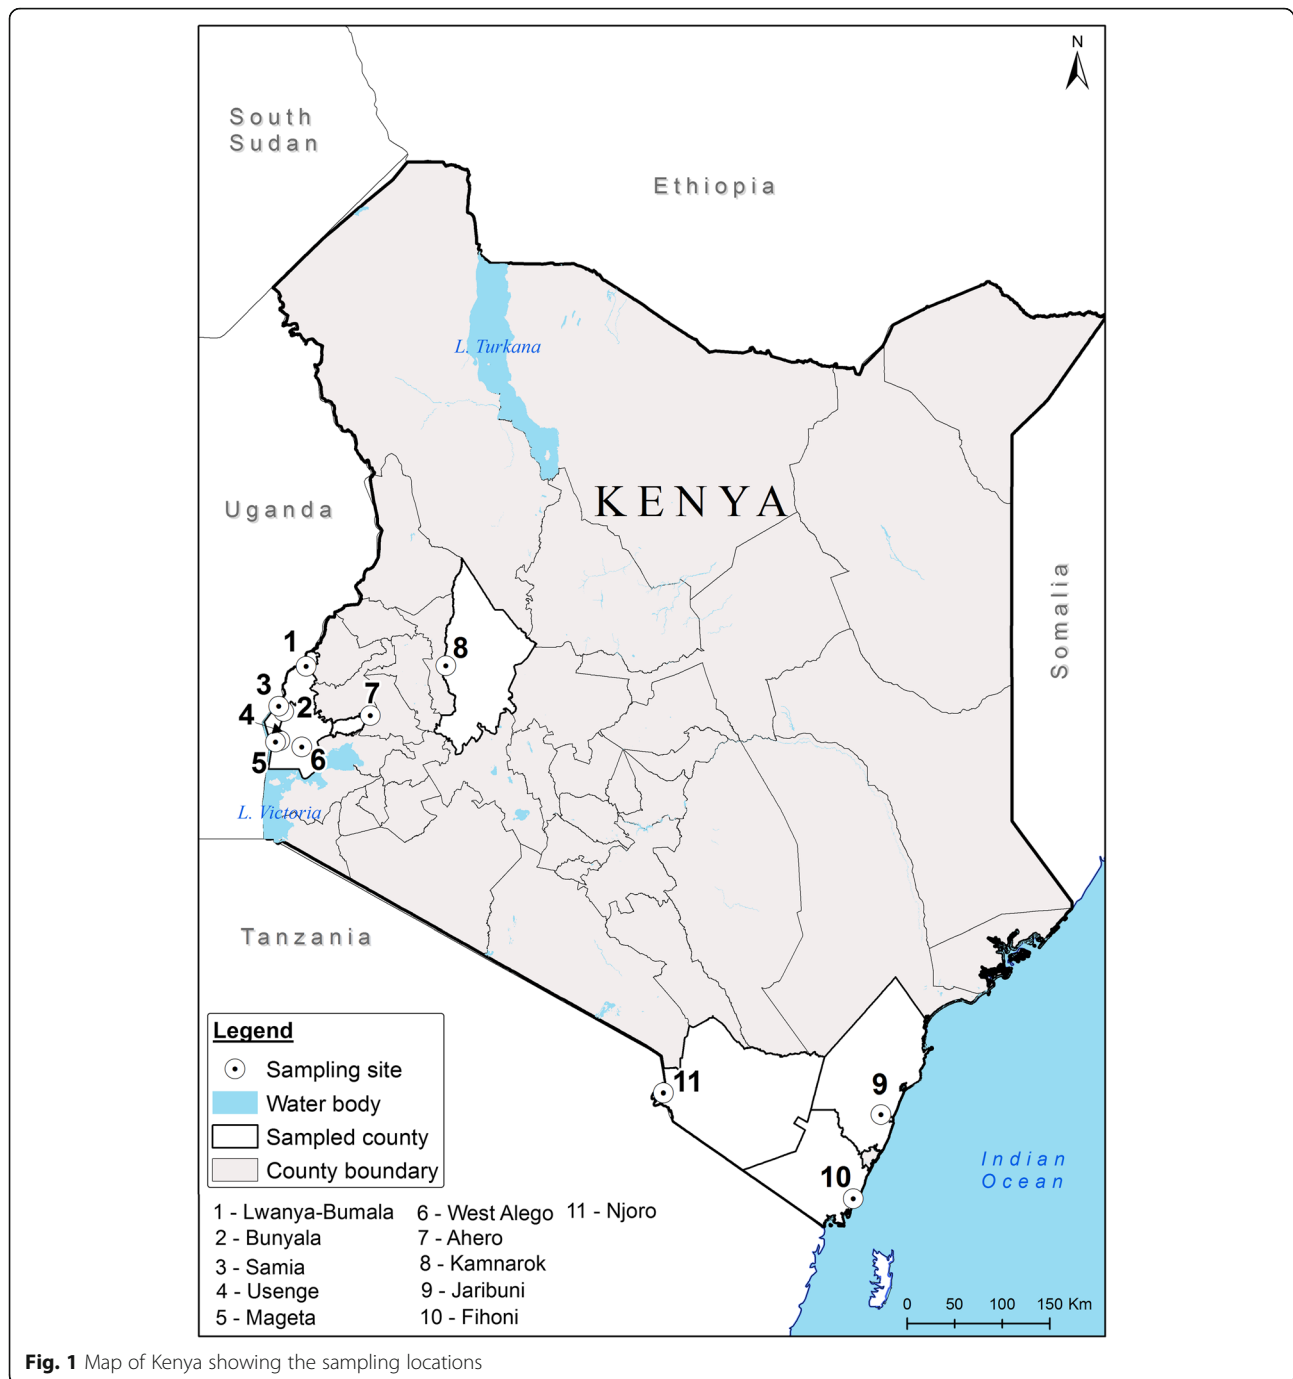 N
South
Sudan
Ethiopia
L. Turkana
KENYA
Uganda
Somalia
1
8
3
7
4
2
5
6
L. Victoria
Tanzania
Legend
Sampling site
Water body
Sampled county
County boundary
11
9
10
Indian
Ocean
1 - Lwanya-Bumala
2 - Bunyala
3 - Samia
4 - Usenge
5 - Mageta
6 - West Alego
7 - Ahero
8 - Kamnarok
9 - Jaribuni
10 - Fihoni
11 - Njoro
0 50 100 150 Km
Fig. 1 Map of Kenya showing the sampling locations